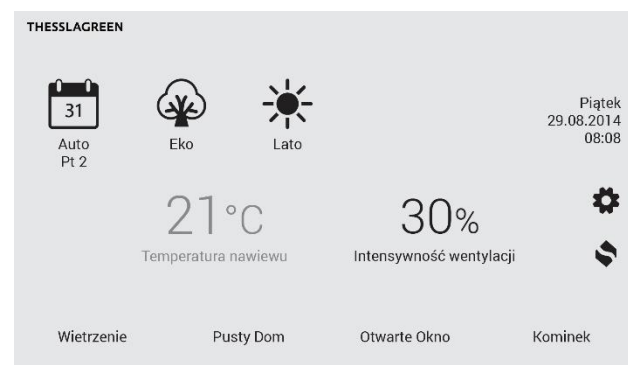 THESSLAGREEN
31
Auto
Pt 2
Eko
Lato
Piątek
29.08.2014
08:08
21°C
Temperatura nawiewu
30%
Intensywność wentylacji
Wietrzenie Pusty Dom Otwarte Okno Kominek